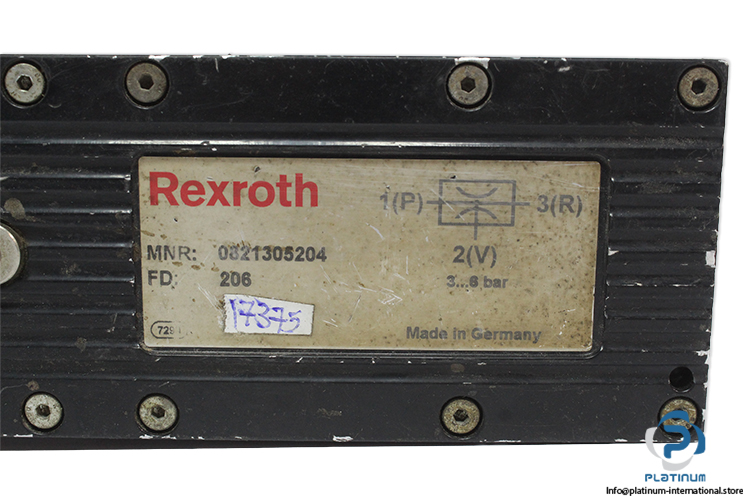 Rexroth
1(P) 3(R)
MNR: 0821305204
2(V)
FD: 206
3...6 bar
17375
Made in Germany
PLATINUM
Info@platinum-international.store